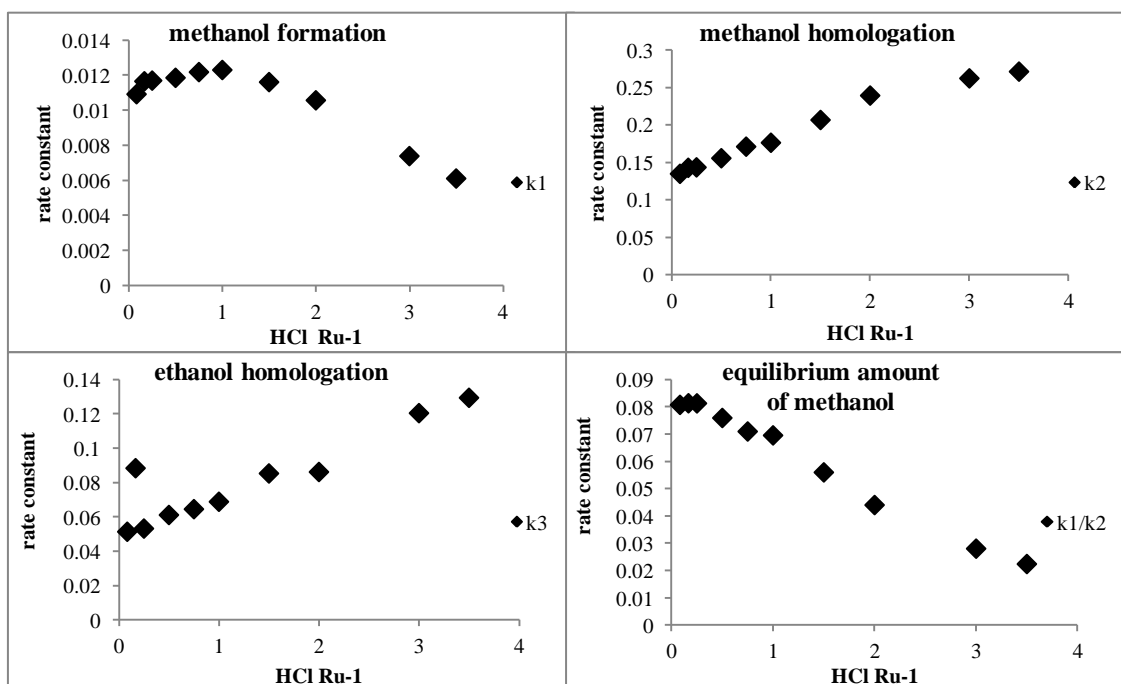 methanol formation
0.014
0.012
0.01
0.008
0.006
0.004
0.002
0
rate constant
0 1 2 3 4
HCl Ru-1
k1
methanol homologation
0.3
0.25
0.2
0.15
0.1
0.05
0
rate constant
0 1 2 3 4
HCl Ru-1
k2
ethanol homologation
0.14
0.12
0.1
0.08
0.06
0.04
0.02
0
rate constant
0 1 2 3 4
HCl Ru-1
k3
equilibrium amount
of methanol
0.09
0.08
0.07
0.06
0.05
0.04
0.03
0.02
0.01
0
rate constant
0 1 2 3 4
HCl Ru-1
k1/k2